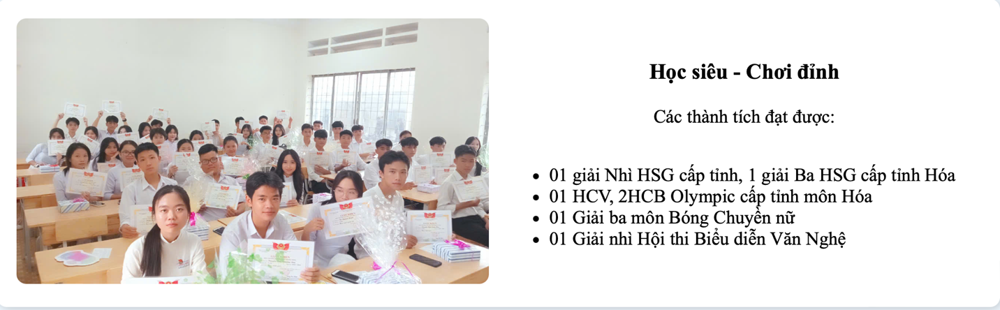 Học siêu - Chơi đỉnh
Các thành tích đạt được:
01 giải Nhì HSG cấp tỉnh, 1 giải Ba HSG cấp tỉnh Hóa
01 HCV, 2HCB Olympic cấp tỉnh môn Hóa
01 Giải ba môn Bóng Chuyền nữ
01 Giải nhì Hội thi Biểu diễn Văn Nghệ